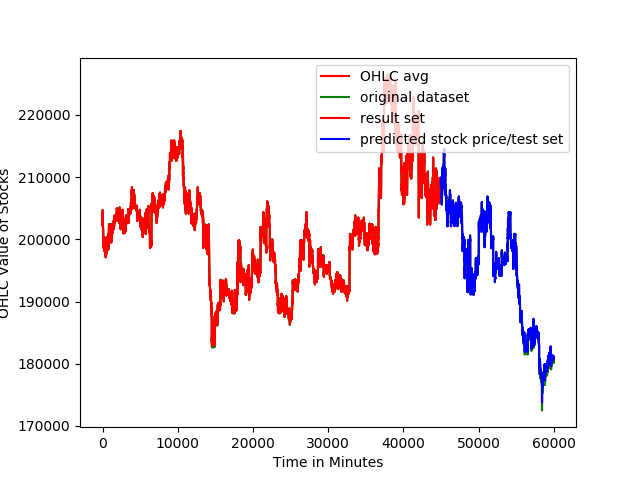 OHLC avg
original dataset
result set
predicted stock price/test set
220000
210000
200000
190000
180000
170000
OHLC Value of Stocks
0 10000 20000 30000 40000 50000 60000
Time in Minutes